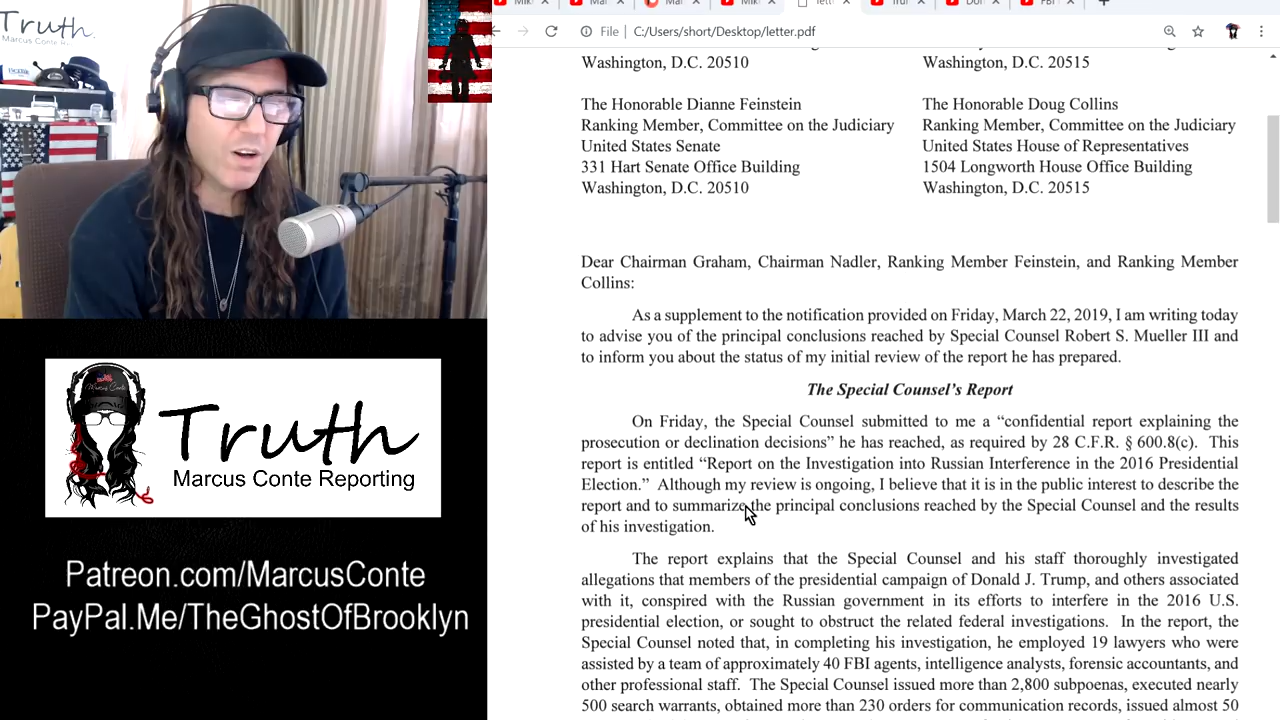 Truth.
Marcus Conte
File
C:/Users/short/Desktop/letter.pdf
Washington, D.C. 20510
Washington, D.C. 20515
The Honorable Dianne Feinstein
Ranking Member, Committee on the Judiciary
United States Senate
331 Hart Senate Office Building
Washington, D.C. 20510
The Honorable Doug Collins
Ranking Member, Committee on the Judiciary
United States House of Representatives
1504 Longworth House Office Building
Washington, D.C. 20515
Dear Chairman Graham, Chairman Nadler, Ranking Member Feinstein, and Ranking Member
Collins:
As a supplement to the notification provided on Friday, March 22, 2019, I am writing today
to advise you of the principal conclusions reached by Special Counsel Robert S. Mueller III and
to inform you about the status of my initial review of the report he has prepared.
The Special Counsel's Report
On Friday, the Special Counsel submitted to me a “confidential report explaining the
prosecution or declination decisions” he has reached, as required by 28 C.F.R. § 600.8(c). This
report is entitled “Report on the Investigation into Russian Interference in the 2016 Presidential
Election.” Although my review is ongoing, I believe that it is in the public interest to describe the
report and to summarize the principal conclusions reached by the Special Counsel and the results
of his investigation.
The report explains that the Special Counsel and his staff thoroughly investigated
allegations that members of the presidential campaign of Donald J. Trump, and others associated
with it, conspired with the Russian government in its efforts to interfere in the 2016 U.S.
presidential election, or sought to obstruct the related federal investigations. In the report, the
Special Counsel noted that, in completing his investigation, he employed 19 lawyers who were
assisted by a team of approximately 40 FBI agents, intelligence analysts, forensic accountants, and
other professional staff. The Special Counsel issued more than 2,800 subpoenas, executed nearly
500 search warrants, obtained more than 230 orders for communication records, issued almost 50
Marcus Conte
Truth
Marcus Conte Reporting
Patreon.com/MarcusConte
PayPal.Me/TheGhostOfBrooklyn